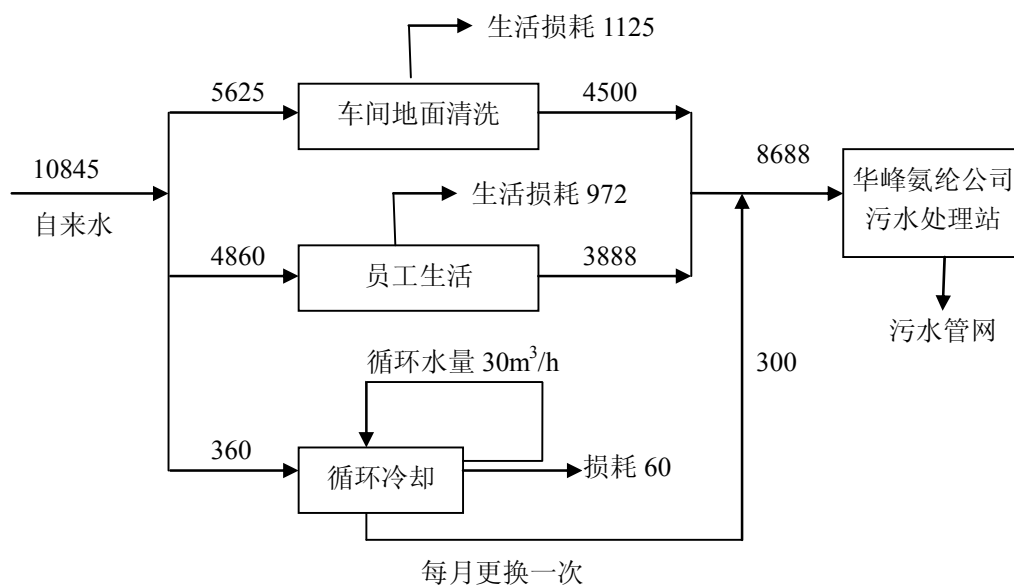 生活损耗 1125
5625
车间地面清洗
4500
10845
自来水
8688
华峰氨纶公司
污水处理站
生活损耗 972
4860
员工生活
3888
污水管网
循环水量 30m³/h
300
360
循环冷却
损耗 60
每月更换一次